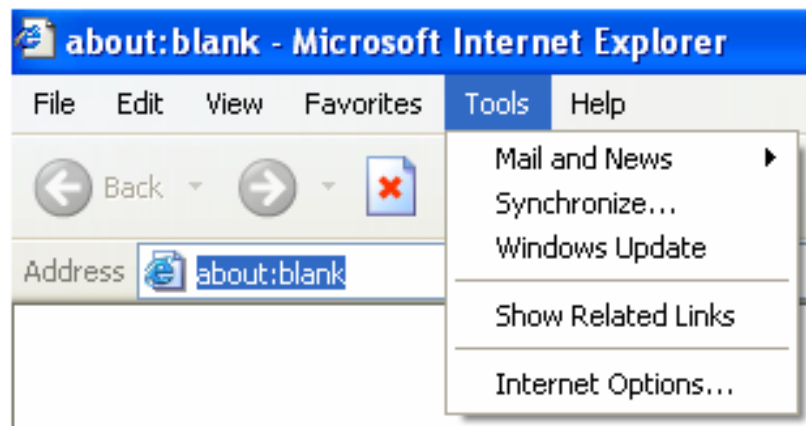 about:blank - Microsoft Internet Explorer
File Edit View Favorites Tools Help
Back
Mail and News
Synchronize...
Windows Update
Show Related Links
Internet Options...
Address about:blank